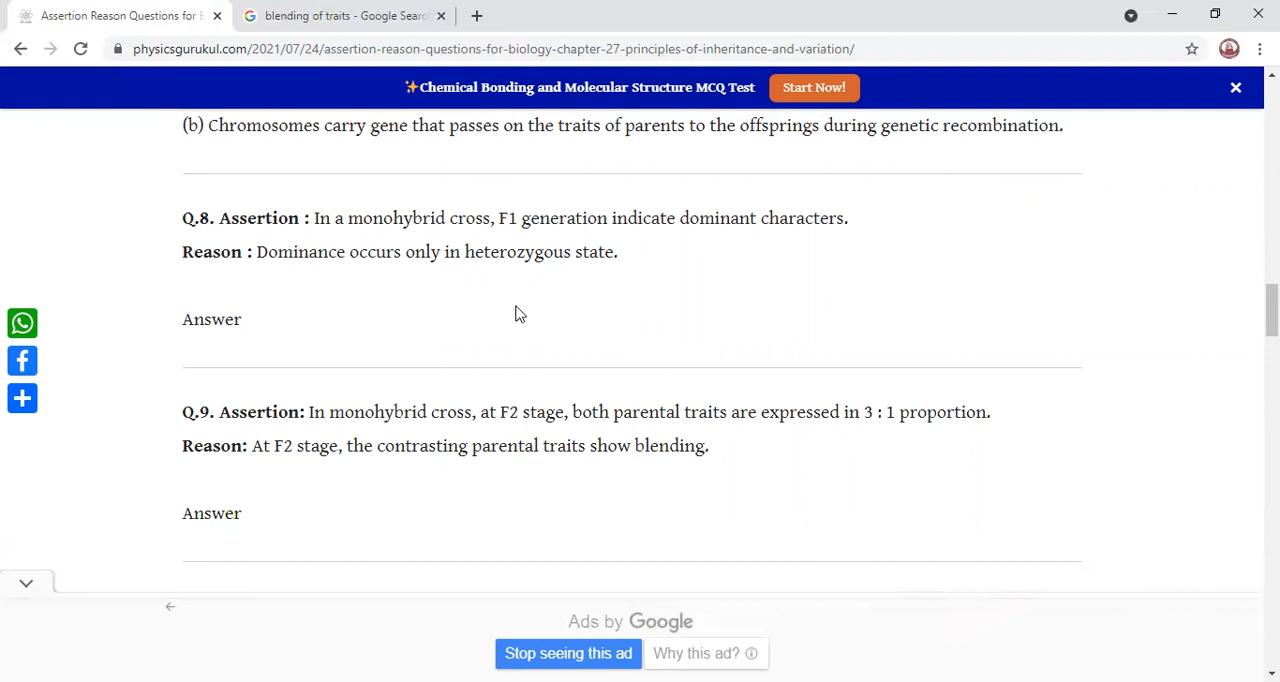 Assertion Reason Questions for B
blending of traits - Google Searc
physicsgurukul.com/2021/07/24/assertion-reason-questions-for-biology-chapter-27-principles-of-inheritance-and-variation/
✨Chemical Bonding and Molecular Structure MCQ Test Start Now!
(b) Chromosomes carry gene that passes on the traits of parents to the offsprings during genetic recombination.
Q.8. Assertion : In a monohybrid cross, F1 generation indicate dominant characters.
Reason : Dominance occurs only in heterozygous state.
Answer
Q.9. Assertion: In monohybrid cross, at F2 stage, both parental traits are expressed in 3 : 1 proportion.
Reason: At F2 stage, the contrasting parental traits show blending.
Answer
Ads by Google
Stop seeing this ad Why this ad?